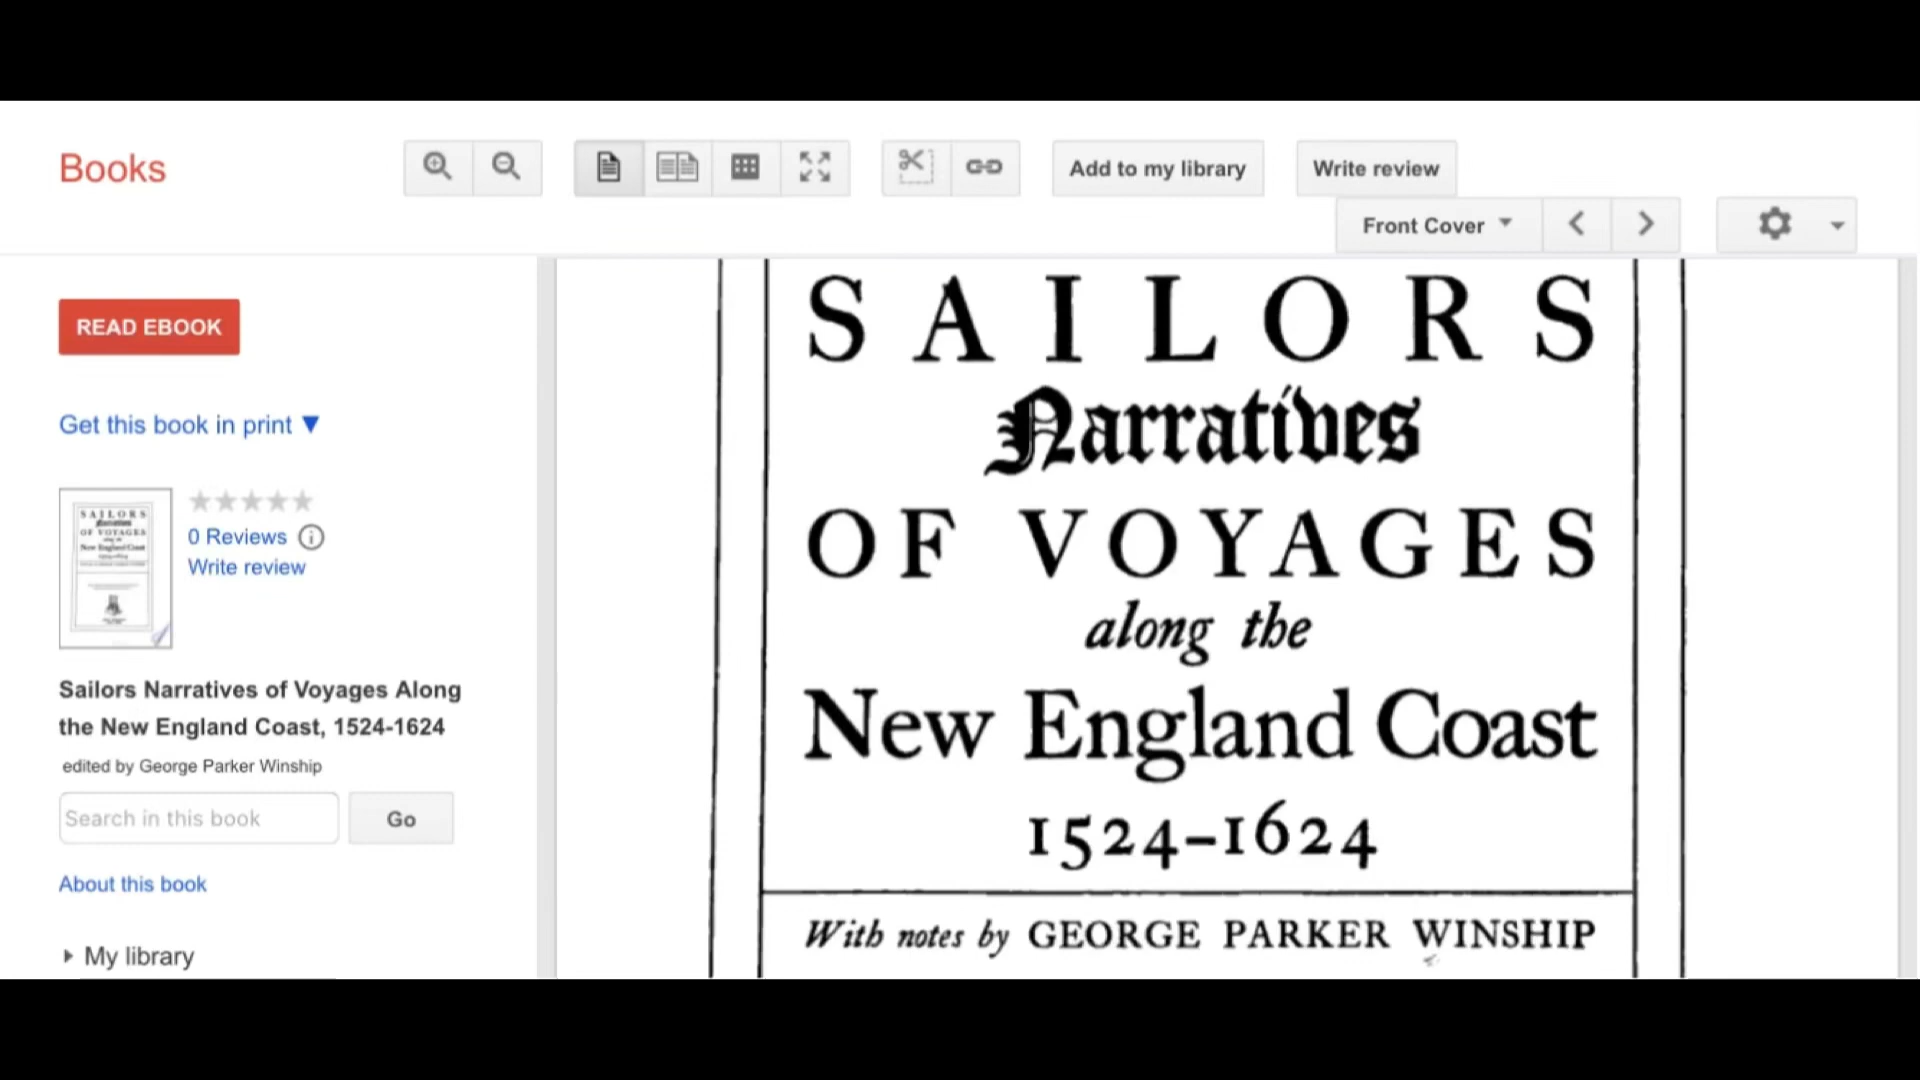 Books
Add to my library
Write review
Front Cover
READ EBOOK
Get this book in print ▼
0 Reviews
Write review
Sailors Narratives of Voyages Along
the New England Coast, 1524-1624
edited by George Parker Winship
Search in this book
Go
About this book
My library
SAILORS
Narratives
OF VOYAGES
along the
New England Coast
1524-1624
With notes by GEORGE PARKER WINSHIP